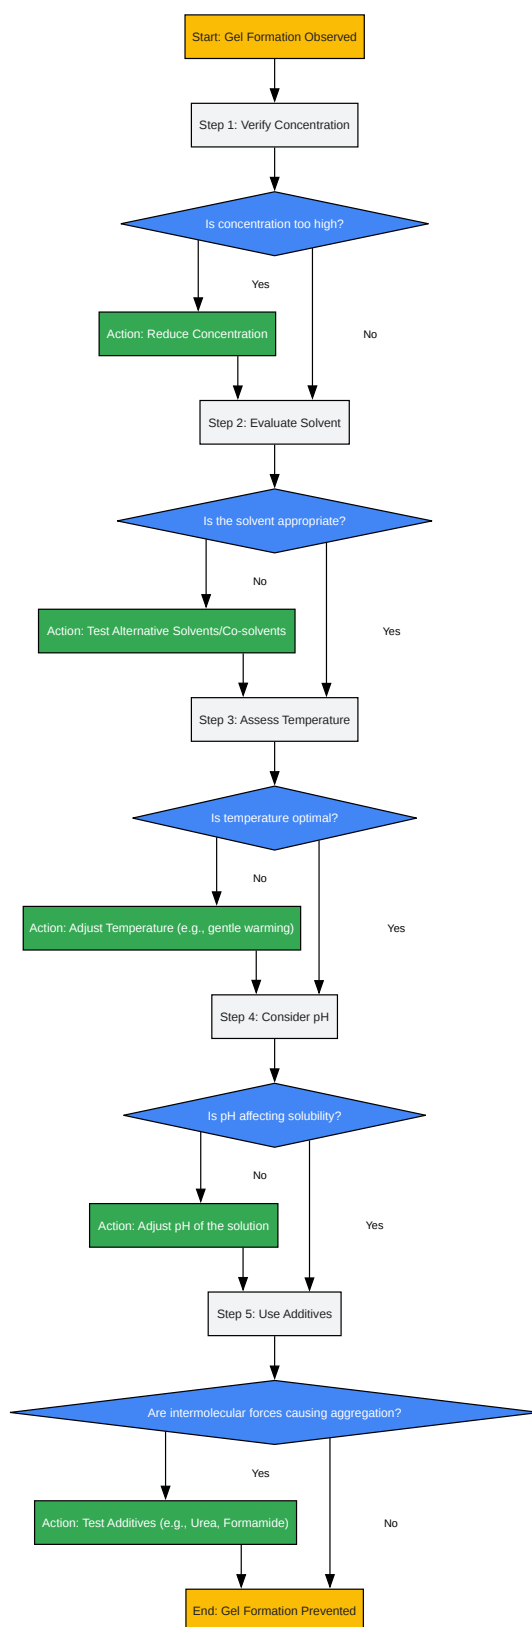 Start: Gel Formation Observed
Step 1: Verify Concentration
Is concentration too high?
Yes
Action: Reduce Concentration
No
Step 2: Evaluate Solvent
Is the solvent appropriate?
No
Action: Test Alternative Solvents/Co-solvents
Yes
Step 3: Assess Temperature
Is temperature optimal?
No
Action: Adjust Temperature (e.g., gentle warming)
Yes
Step 4: Consider pH
Is pH affecting solubility?
No
Action: Adjust pH of the solution
Yes
Step 5: Use Additives
Are intermolecular forces causing aggregation?
Yes
Action: Test Additives (e.g., Urea, Formamide)
No
End: Gel Formation Prevented